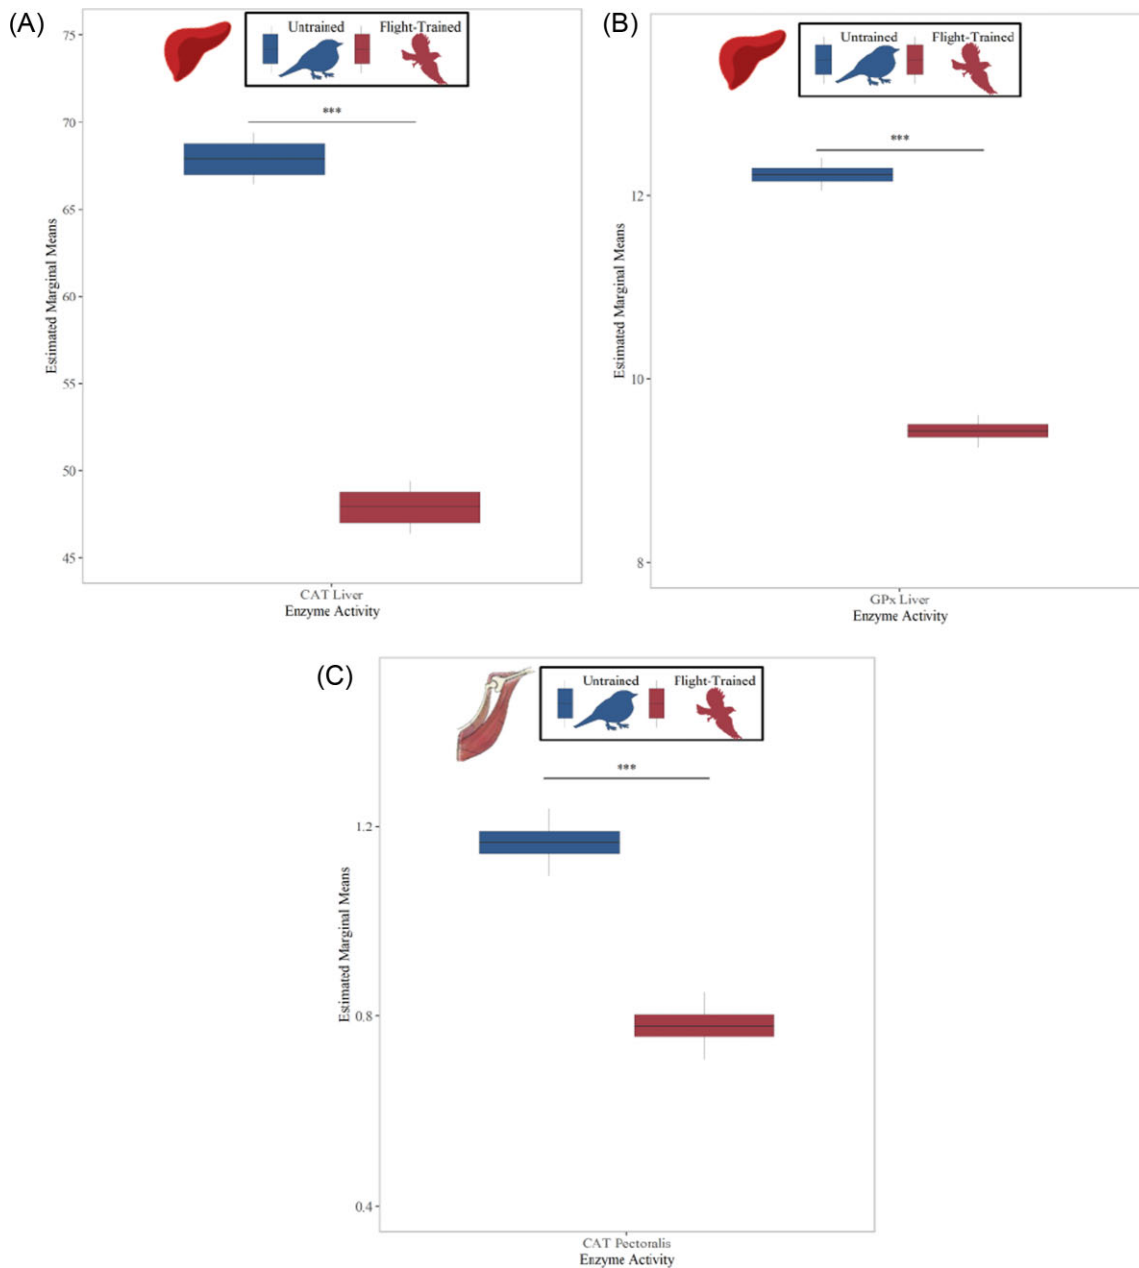 (A)
Untrained Flight-Trained
***
75
70
65
60
55
50
45
Estimated Marginal Means
CAT Liver
Enzyme Activity
(B)
Untrained Flight-Trained
***
12
10
8
Estimated Marginal Means
GPx Liver
Enzyme Activity
(C)
Untrained Flight-Trained
***
1.2
0.8
0.4
Estimated Marginal Means
CAT Pectoralis
Enzyme Activity